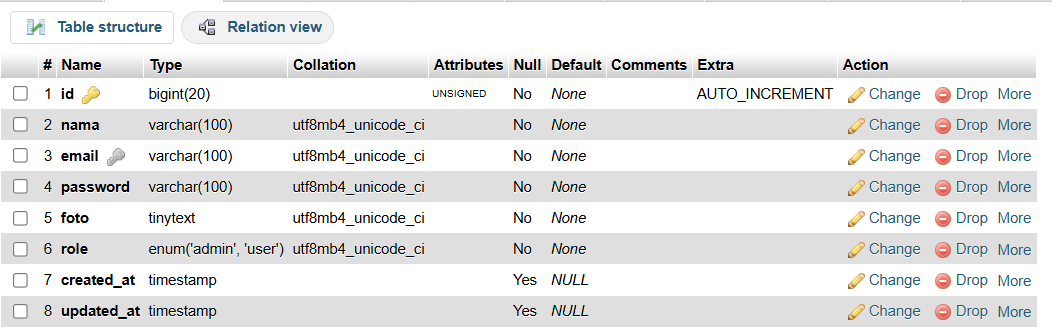 Table structure Relation view
# Name Type Collation Attributes Null Default Comments Extra Action
1 id bigint(20) UNSIGNED No None AUTO_INCREMENT Change Drop More
2 nama varchar(100) utf8mb4_unicode_ci No None Change Drop More
3 email varchar(100) utf8mb4_unicode_ci No None Change Drop More
4 password varchar(100) utf8mb4_unicode_ci No None Change Drop More
5 foto tinytext utf8mb4_unicode_ci No None Change Drop More
6 role enum('admin', 'user') utf8mb4_unicode_ci No None Change Drop More
7 created_at timestamp Yes NULL Change Drop More
8 updated_at timestamp Yes NULL Change Drop More